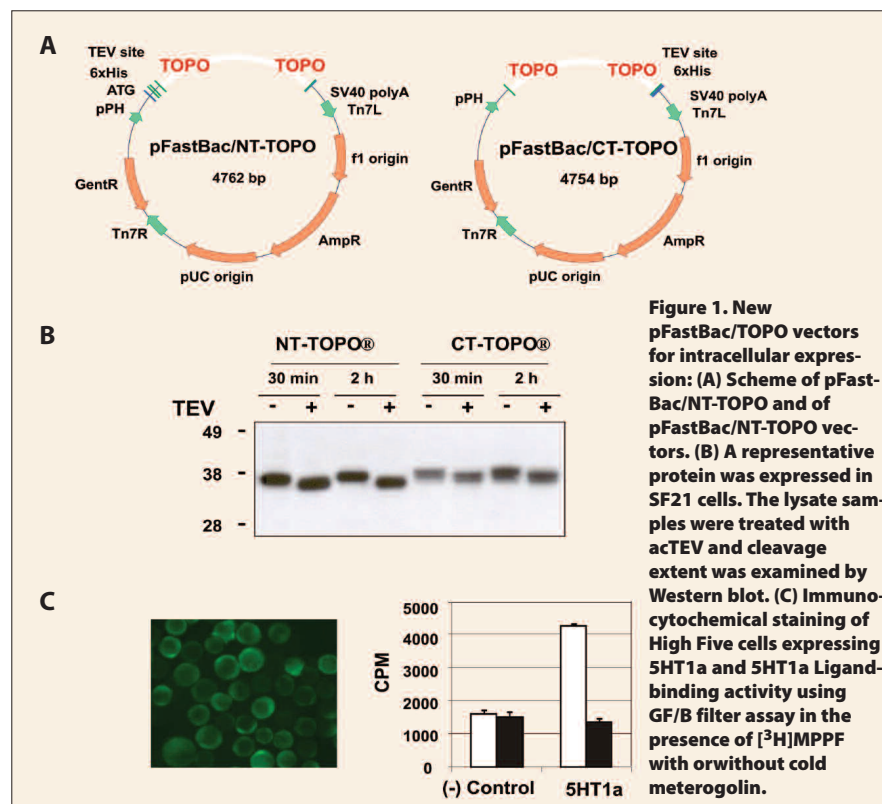 A
TEV site
6xHis
ATG
pPH
TOPO
TOPO
SV40 polyA
Tn7L
pFastBac/NT-TOPO
4762 bp
f1 origin
GentR
Tn7R
AmpR
pUC origin
TEV site
6xHis
TOPO
TOPO
pPH
SV40 polyA
Tn7L
pFastBac/CT-TOPO
4754 bp
f1 origin
GentR
Tn7R
AmpR
pUC origin
B
NT-TOPO® CT-TOPO®
30 min 2 h 30 min 2 h
TEV - + - + - + - +
49 -
38 -
28 -
C
5000
4000
3000
2000
1000
0
CPM
(-) Control 5HT1a
Figure 1. New
pFastBac/TOPO vectors
for intracellular expres-
sion: (A) Scheme of pFast-
Bac/NT-TOPO and of
pFastBac/NT-TOPO vec-
tors. (B) A representative
protein was expressed in
SF21 cells. The lysate sam-
ples were treated with
acTEV and cleavage
extent was examined by
Western blot. (C) Immuno-
cytochemical staining of
High Five cells expressing
5HT1a and 5HT1a Ligand-
binding activity using
GF/B filter assay in the
presence of [³H]MPPF
with orwithout cold
meterogolin.